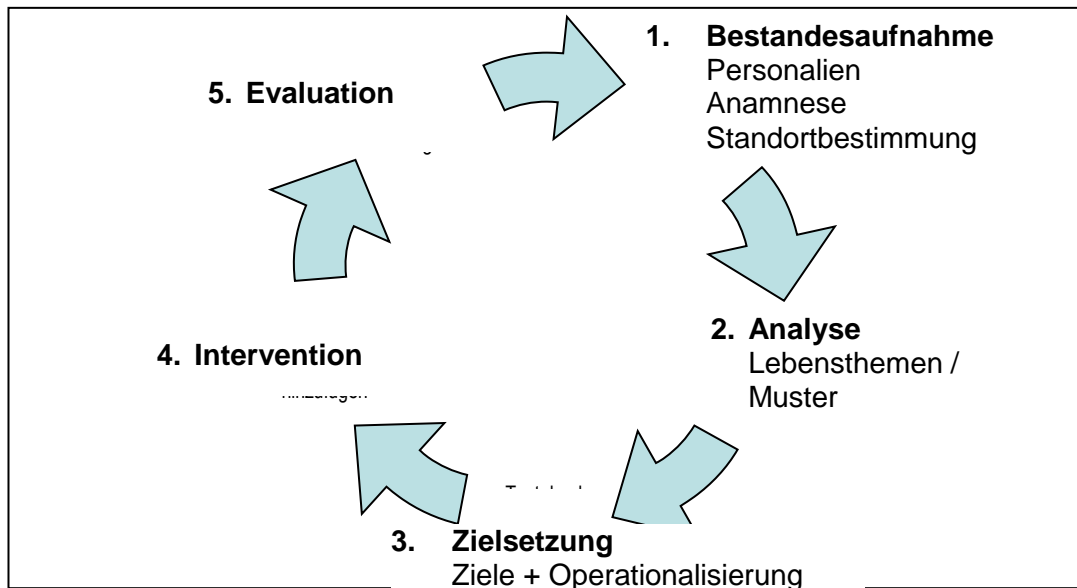 1. Bestandesaufnahme
Personalien
Anamnese
Standortbestimmung
2. Analyse
Lebensthemen /
Muster
3. Zielsetzung
Ziele + Operationalisierung
4. Intervention
5. Evaluation